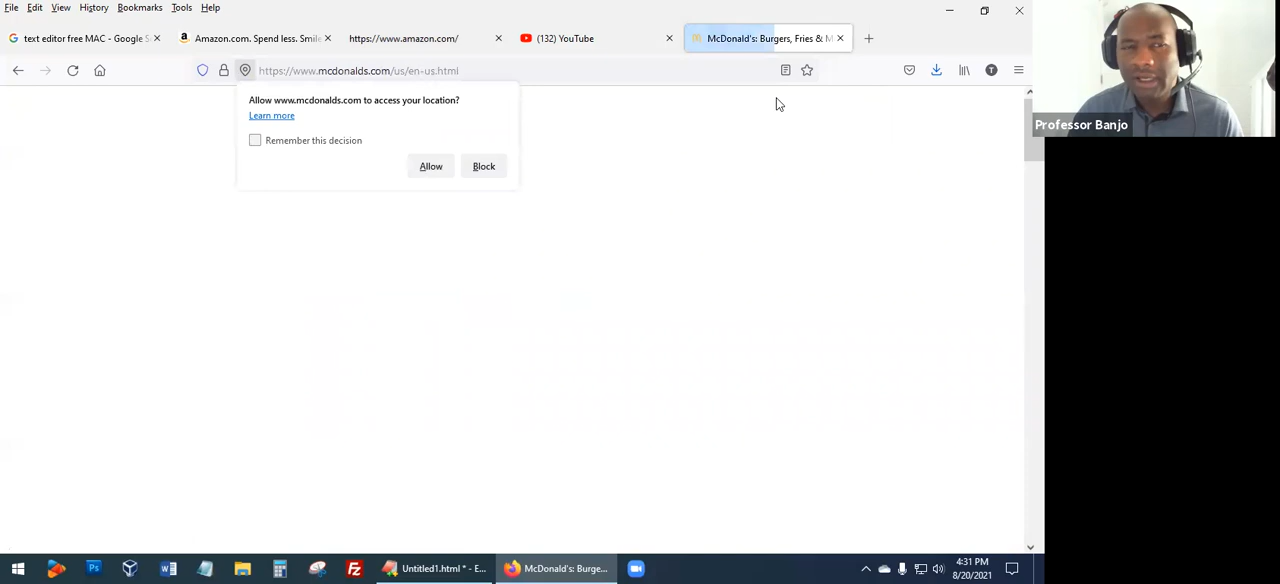 File Edit View History Bookmarks Tools Help
text editor free MAC - Google S
Amazon.com. Spend less. Smile
https://www.amazon.com/
(132) YouTube
McDonald's: Burgers, Fries & M
https://www.mcdonalds.com/us/en-us.html
T
Allow www.mcdonalds.com to access your location?
Learn more
Remember this decision
Allow Block
Professor Banjo
Ps
W
Fz
Untitled1.html * - E...
McDonald's: Burge...
4:31 PM
8/20/2021